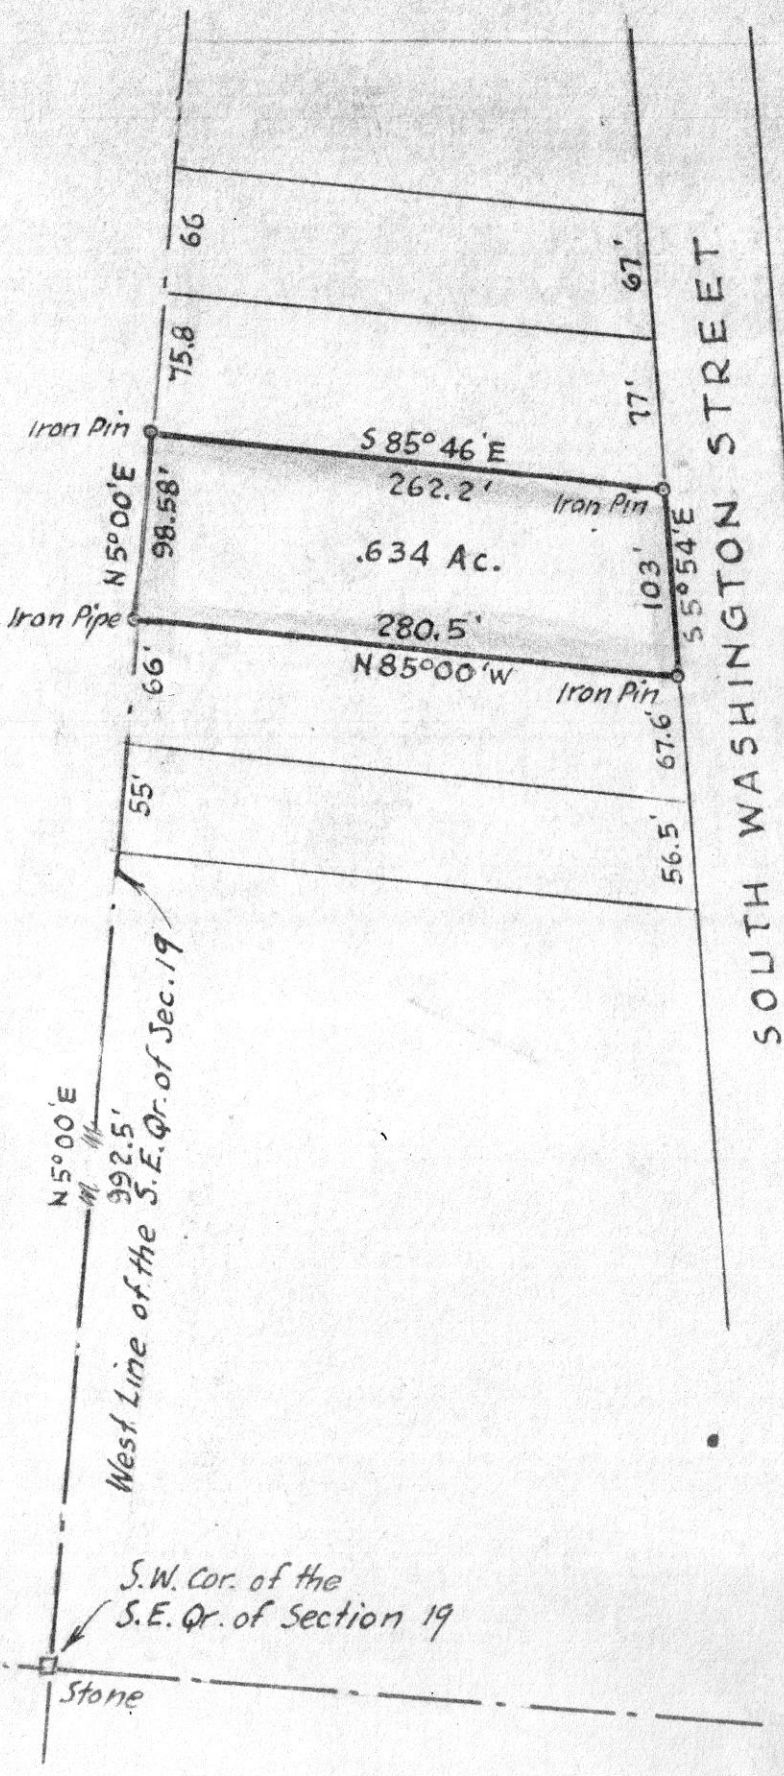 66
67'
75.8
77'
Iron Pin
S 85° 46' E
262.2'
Iron Pin
N 5° 00' E
98.58'
.634 Ac.
103'
S 5° 54' E
SOUTH WASHINGTON STREET
Iron Pipe
280.5'
N 85° 00' W
Iron Pin
66'
67.6'
55'
56.5'
N 5° 00' E
992.5'
West Line of the S.E. Qr. of Sec. 19
S.W. Cor. of the
S.E. Qr. of Section 19
Stone